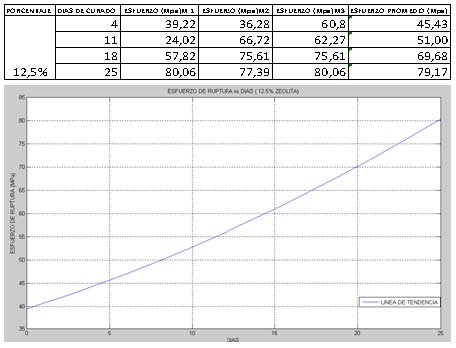 PORCENTAJE DIAS DE CURADO ESFUERZO (Mpa)M 1 ESFUERZO (Mpa)M2 ESFUERZO (Mpa)M3 ESFUERZO PROMEDIO (Mpa)
4 39,22 36,28 60,8 45,43
11 24,02 66,72 62,27 51,00
18 57,82 75,61 75,61 69,68
12,5% 25 80,06 77,39 80,06 79,17
ESFUERZO DE RUPTURA vs DIAS ( 12.5% ZEOLITA)
85
80
75
70
65
60
55
50
45
40
35
ESFUERZO DE RUPTURA (MPa)
LINEA DE TENDENCIA
0 5 10 15 20 25
DIAS